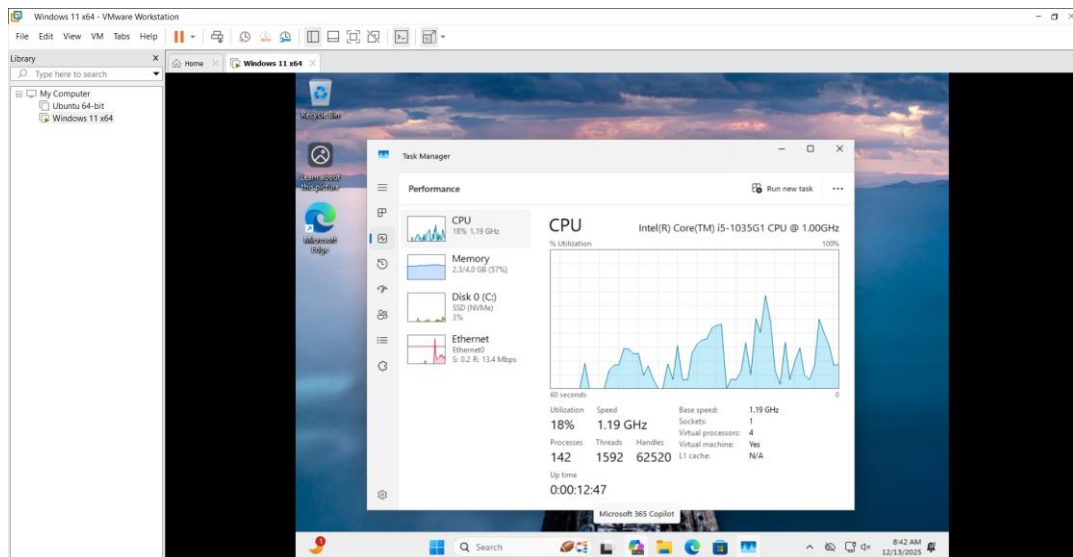 Windows 11 x64 - VMware Workstation
File Edit View VM Tabs Help
Library X
Type here to search
My Computer
Ubuntu 64-bit
Windows 11 x64
Home
Windows 11 x64
Recycle Bin
Learn about
this picture
Microsoft
Edge
Task Manager
Performance
Run new task
CPU
18% 1.19 GHz
Memory
2.3/4.0 GB (57%)
Disk 0 (C:)
SSD (NVMe)
3%
Ethernet
Ethernet0
S: 0.2 R: 13.4 Mbps
CPU Intel(R) Core(TM) i5-1035G1 CPU @ 1.00GHz
% Utilization 100%
60 seconds 0
Utilization Speed
18% 1.19 GHz
Processes Threads Handles
142 1592 62520
Up time
0:00:12:47
Base speed: 1.19 GHz
Sockets: 1
Virtual processors: 4
Virtual machine: Yes
L1 cache: N/A
Microsoft 365 Copilot
1
Search
8:42 AM
12/13/2025